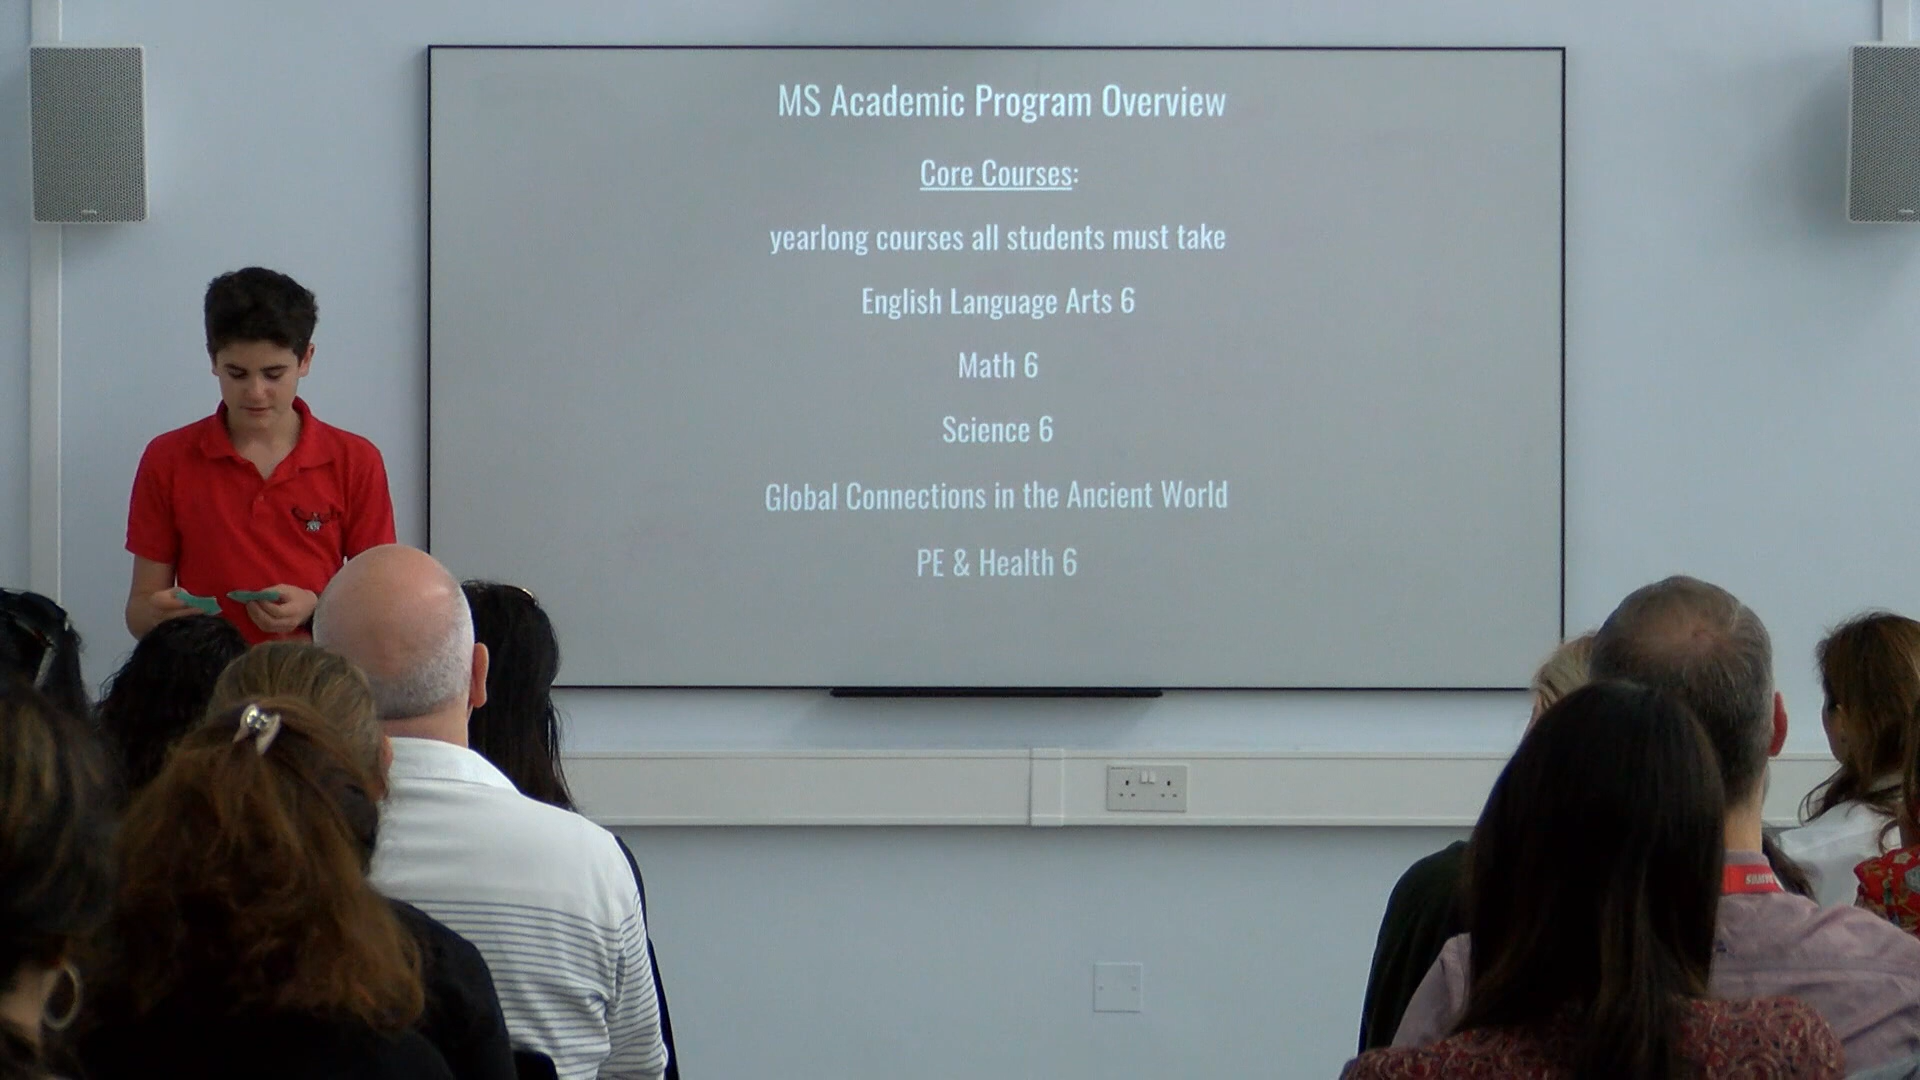 MS Academic Program Overview
Core Courses:
yearlong courses all students must take
English Language Arts 6
Math 6
Science 6
Global Connections in the Ancient World
PE & Health 6